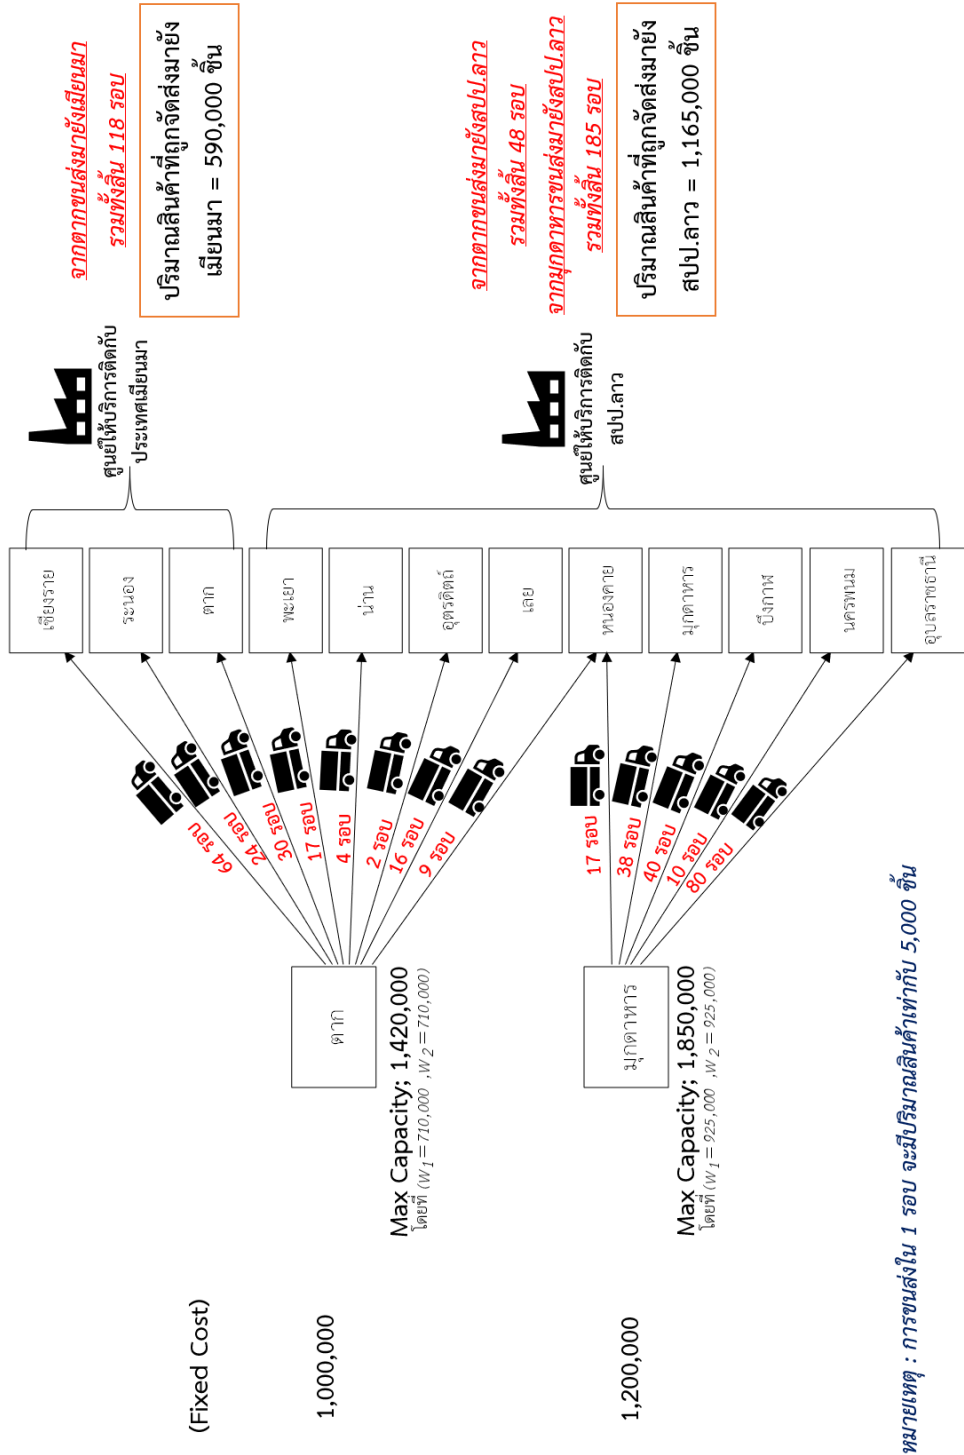 (Fixed Cost)
1,000,000
1,200,000
ตาก
Max Capacity; 1,420,000
โดยที่ (W₁=710,000 ,W₂=710,000)
มุกดาหาร
Max Capacity; 1,850,000
โดยที่ (W₁=925,000 ,W₂=925,000)
64 รอบ
24 รอบ
30 รอบ
17 รอบ
4 รอบ
2 รอบ
16 รอบ
9 รอบ
17 รอบ
38 รอบ
40 รอบ
10 รอบ
80 รอบ
เชียงราย
ระนอง
ตาก
พะเยา
น่าน
อุตรดิตถ์
เลย
หนองคาย
มุกดาหาร
บึงกาฬ
นครพนม
อุบลราชธานี
ศูนย์ให้บริการติดกับ
ประเทศเมียนมา
ศูนย์ให้บริการติดกับ
สปป.ลาว
จากตากขนส่งมายังเมียนมา
รวมทั้งสิ้น 118 รอบ
ปริมาณสินค้าที่ถูกจัดส่งมายัง
เมียนมา = 590,000 ชิ้น
จากตากขนส่งมายังสปป.ลาว
รวมทั้งสิ้น 48 รอบ
จากมุกดาหารขนส่งมายังสปป.ลาว
รวมทั้งสิ้น 185 รอบ
ปริมาณสินค้าที่ถูกจัดส่งมายัง
สปป.ลาว = 1,165,000 ชิ้น
หมายเหตุ : การขนส่งใน 1 รอบ จะมีปริมาณสินค้าเท่ากับ 5,000 ชิ้น